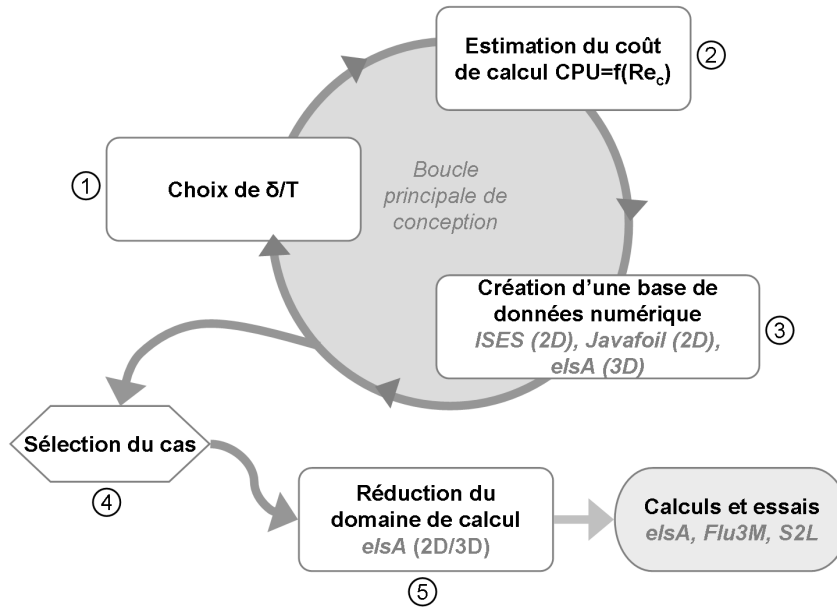 Estimation du coût
de calcul CPU=f(Re_c)
2
1
Choix de δ/T
Boucle
principale de
conception
Création d'une base de
données numérique
ISES (2D), Javafoil (2D),
elsA (3D)
3
Sélection du cas
4
Réduction du
domaine de calcul
elsA (2D/3D)
5
Calculs et essais
elsA, Flu3M, S2L